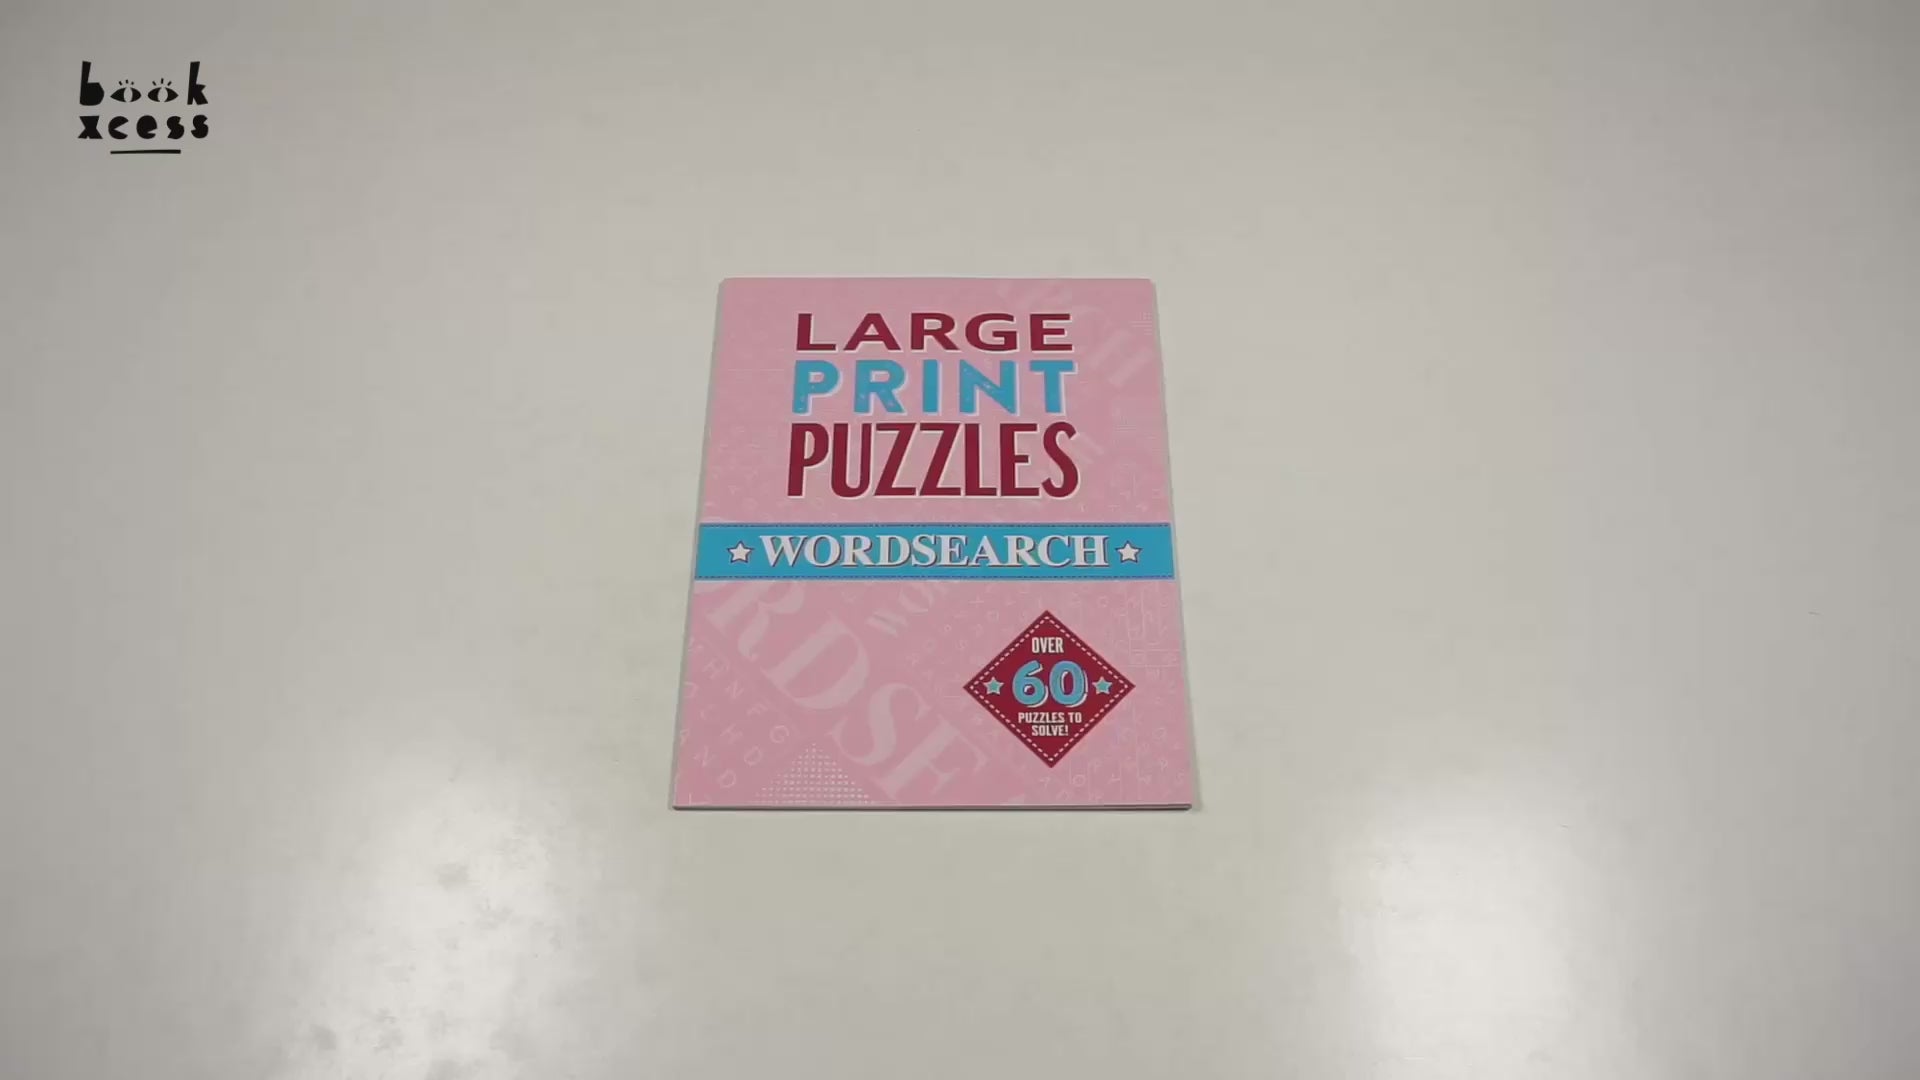 book
xcess
LARGE
PRINT
PUZZLES
WORDSEARCH
OVER
60
PUZZLES TO
SOLVE!